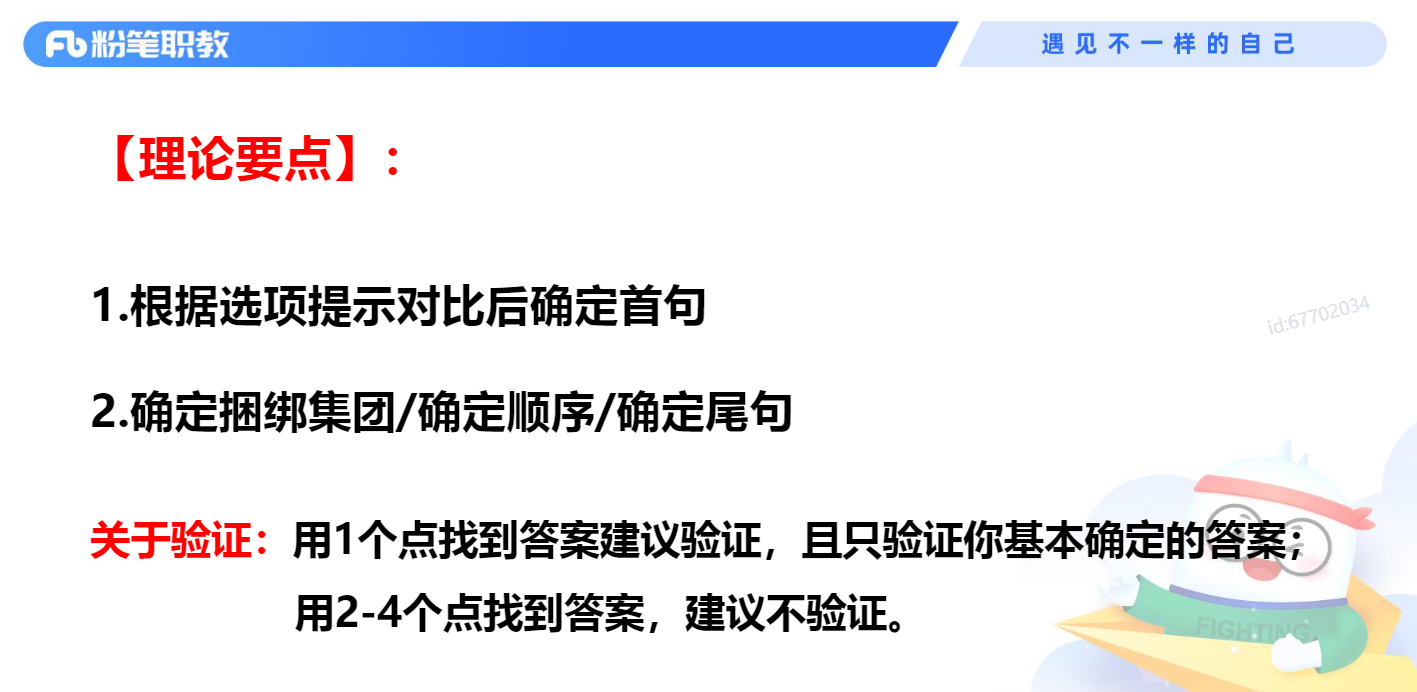 粉笔职教
遇见不一样的自己
【理论要点】：
1.根据选项提示对比后确定首句
id:67702034
2.确定捆绑集团/确定顺序/确定尾句
关于验证：用1个点找到答案建议验证，且只验证你基本确定的答案；
用2-4个点找到答案，建议不验证。
FIGHTING